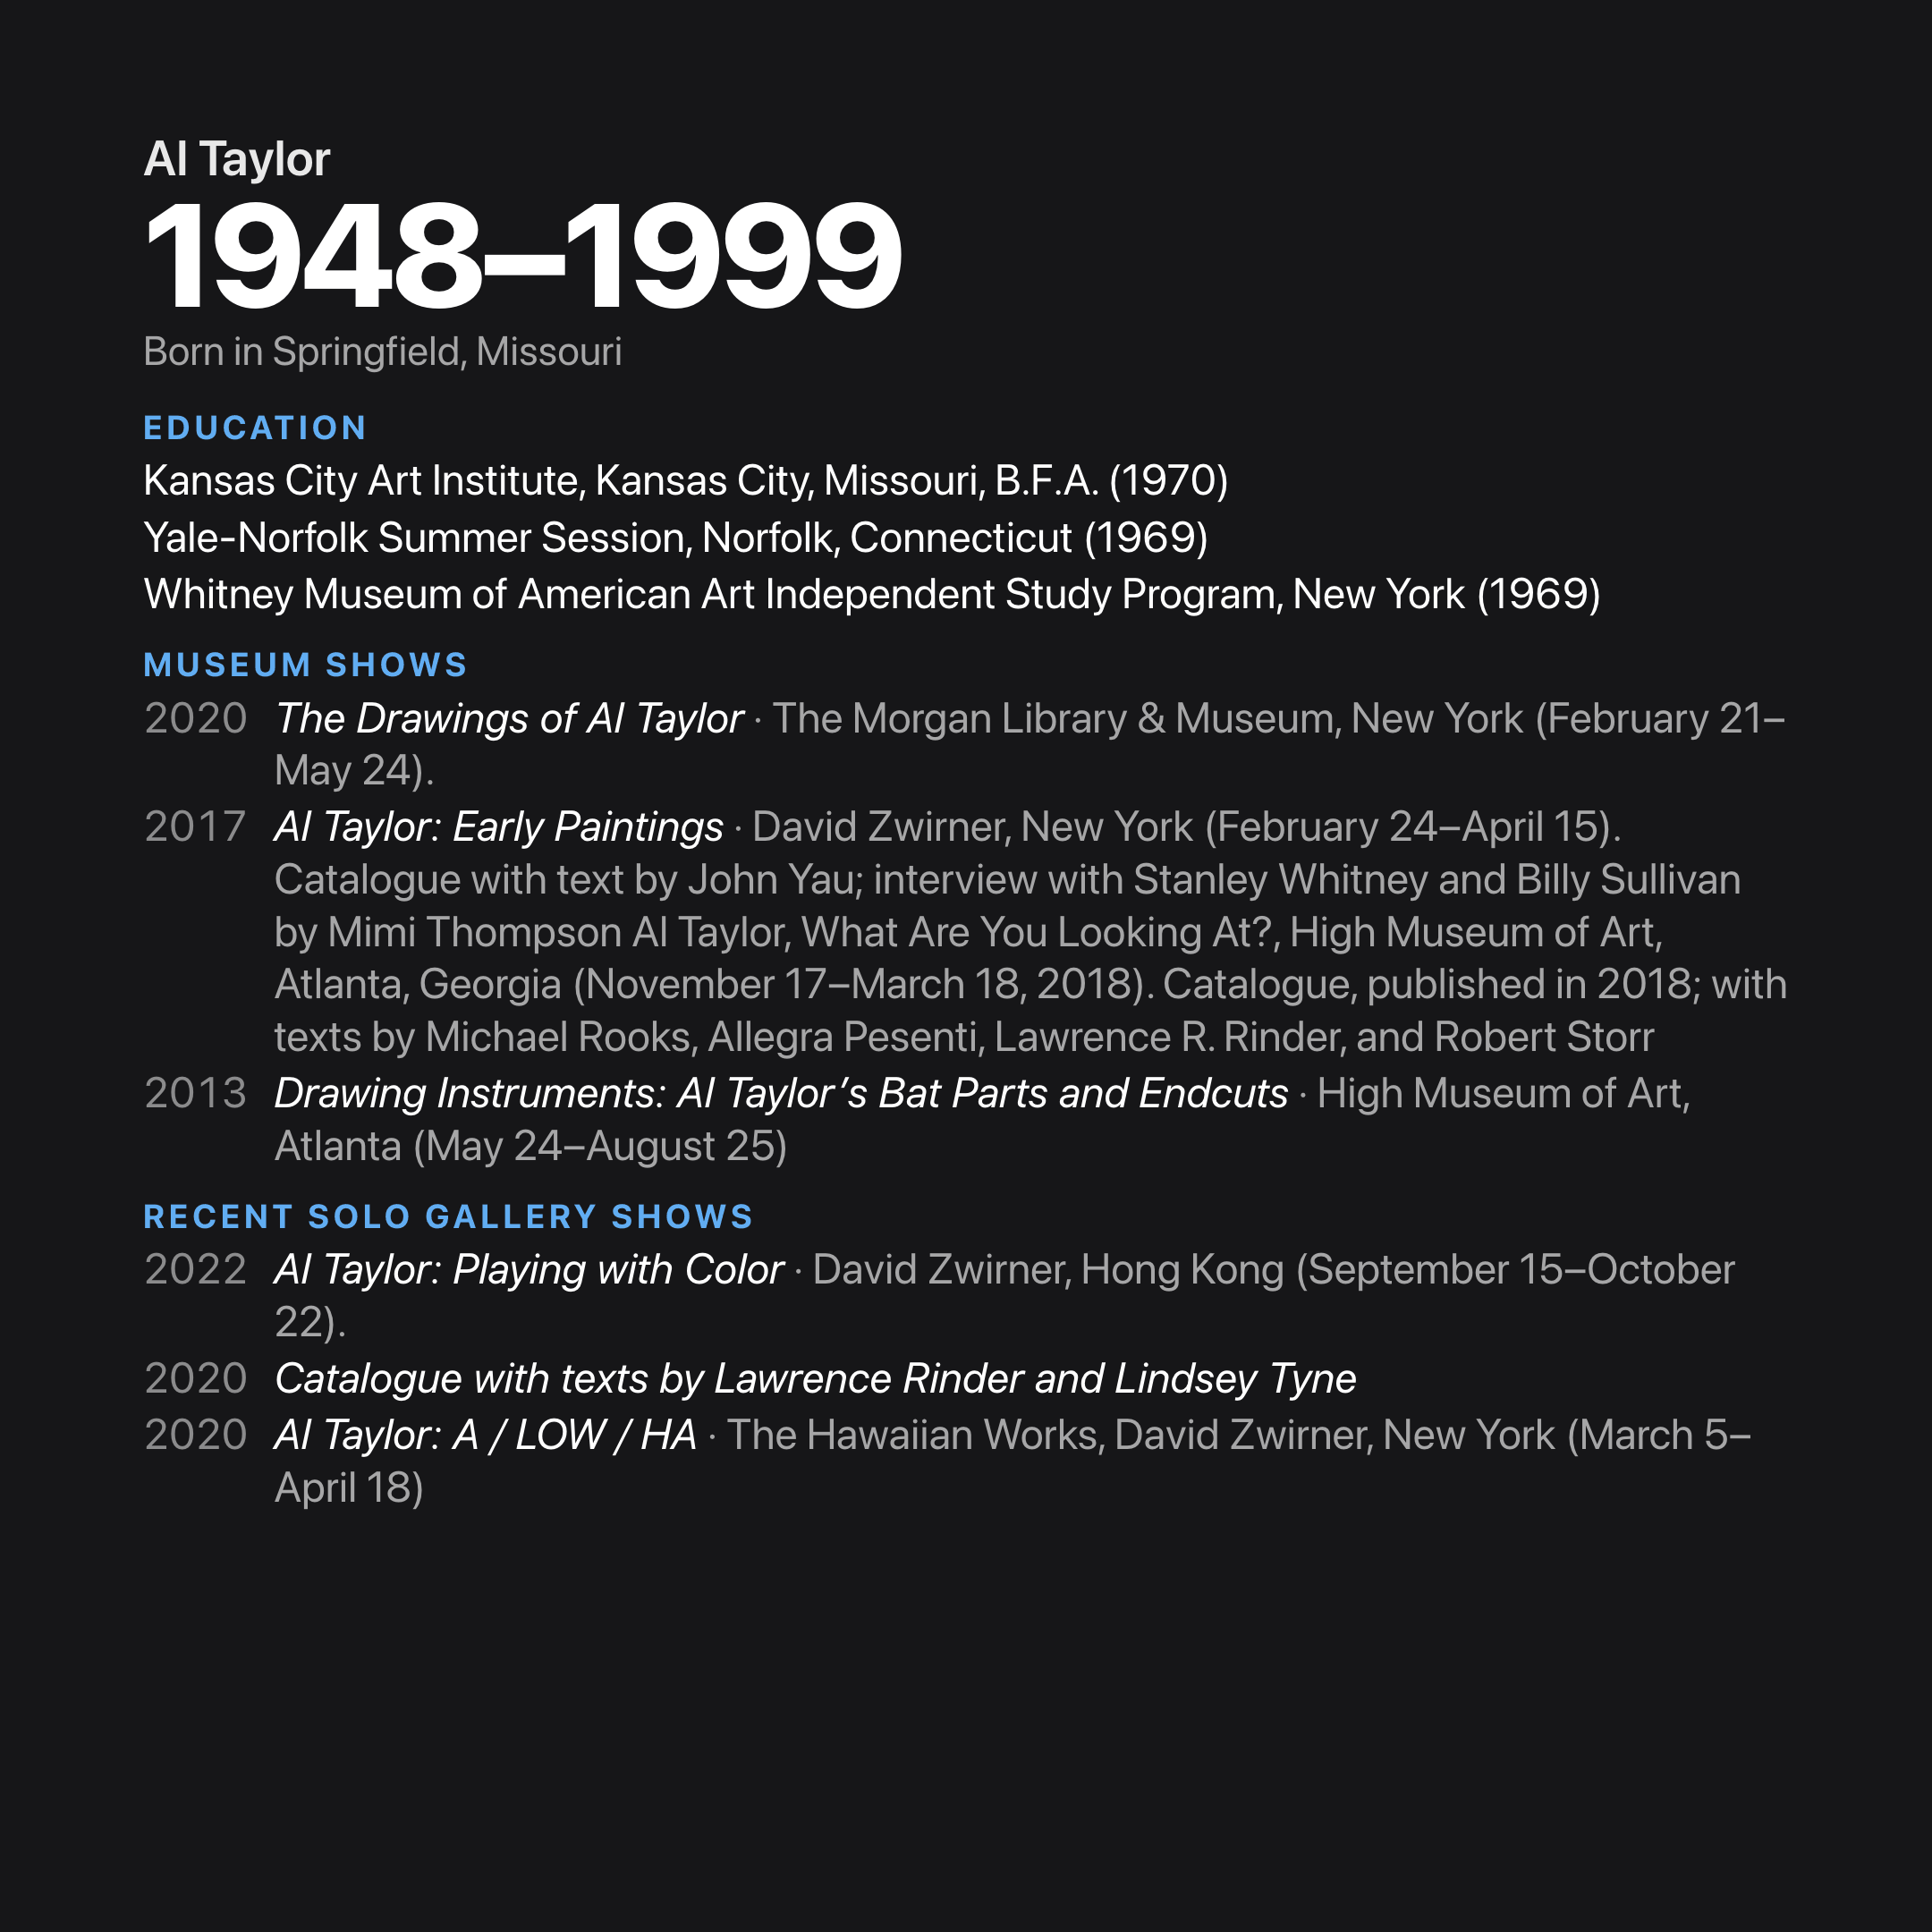 Al Taylor
1948–1999
Born in Springfield, Missouri
EDUCATION
Kansas City Art Institute, Kansas City, Missouri, B.F.A. (1970)
Yale-Norfolk Summer Session, Norfolk, Connecticut (1969)
Whitney Museum of American Art Independent Study Program, New York (1969)
MUSEUM SHOWS
2020 The Drawings of Al Taylor · The Morgan Library & Museum, New York (February 21–
May 24).
2017 Al Taylor: Early Paintings · David Zwirner, New York (February 24–April 15).
Catalogue with text by John Yau; interview with Stanley Whitney and Billy Sullivan
by Mimi Thompson Al Taylor, What Are You Looking At?, High Museum of Art,
Atlanta, Georgia (November 17–March 18, 2018). Catalogue, published in 2018; with
texts by Michael Rooks, Allegra Pesenti, Lawrence R. Rinder, and Robert Storr
2013 Drawing Instruments: Al Taylor’s Bat Parts and Endcuts · High Museum of Art,
Atlanta (May 24–August 25)
RECENT SOLO GALLERY SHOWS
2022 Al Taylor: Playing with Color · David Zwirner, Hong Kong (September 15–October
22).
2020 Catalogue with texts by Lawrence Rinder and Lindsey Tyne
2020 Al Taylor: A / LOW / HA · The Hawaiian Works, David Zwirner, New York (March 5–
April 18)